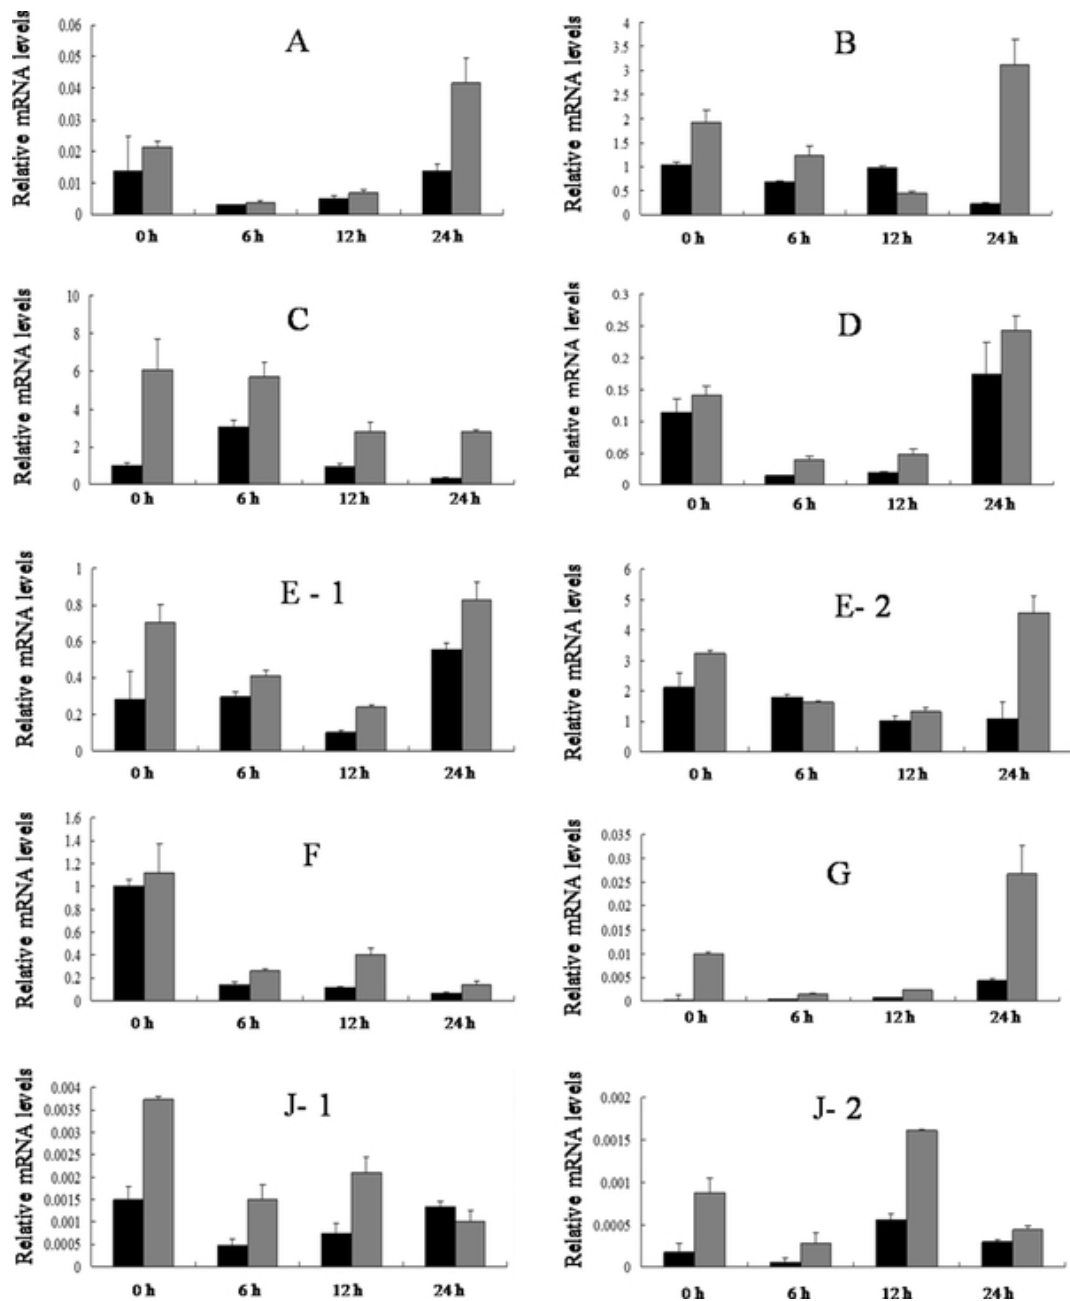 A
Relative mRNA levels
0.06
0.05
0.04
0.03
0.02
0.01
0
0 h
6 h
12 h
24 h
B
Relative mRNA levels
4
3.5
3
2.5
2
1.5
1
0.5
0
0 h
6 h
12 h
24 h
C
Relative mRNA levels
10
8
6
4
2
0
0 h
6 h
12 h
24 h
D
Relative mRNA levels
0.3
0.25
0.2
0.15
0.1
0.05
0
0 h
6 h
12 h
24 h
E - 1
Relative mRNA levels
1
0.8
0.6
0.4
0.2
0
0 h
6 h
12 h
24 h
E- 2
Relative mRNA levels
6
5
4
3
2
1
0
0 h
6 h
12 h
24 h
F
Relative mRNA levels
1.6
1.4
1.2
1
0.8
0.6
0.4
0.2
0
0 h
6 h
12 h
24 h
G
Relative mRNA levels
0.035
0.03
0.025
0.02
0.015
0.01
0.005
0
0 h
6 h
12 h
24 h
J- 1
Relative mRNA levels
0.004
0.0035
0.003
0.0025
0.002
0.0015
0.001
0.0005
0
0 h
6 h
12 h
24 h
J- 2
Relative mRNA levels
0.002
0.0015
0.001
0.0005
0
0 h
6 h
12 h
24 h